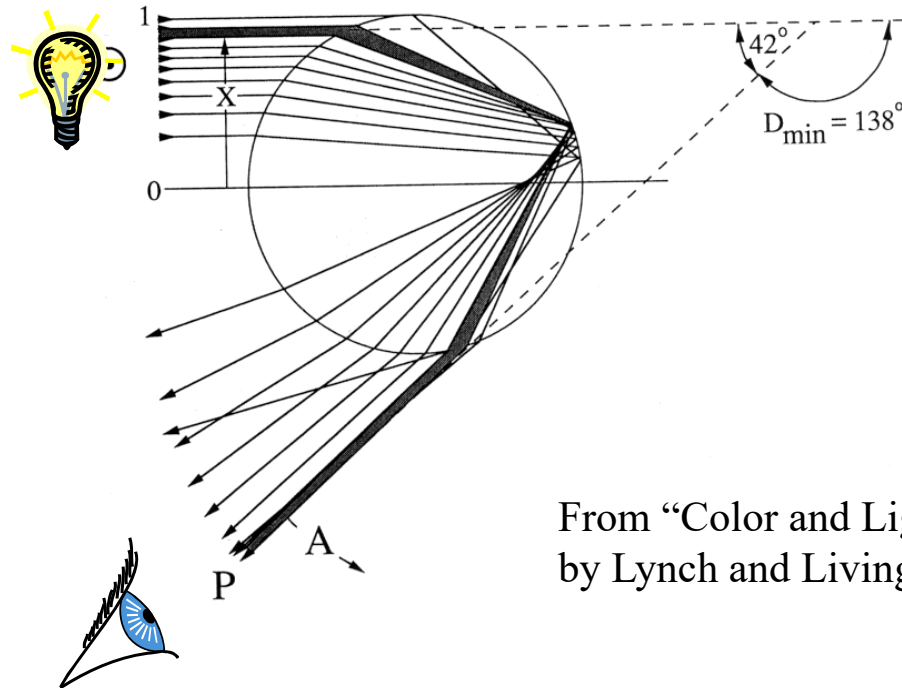 1
42°
X
D min = 138°
0
From “Color and Lig
by Lynch and Living
A
P